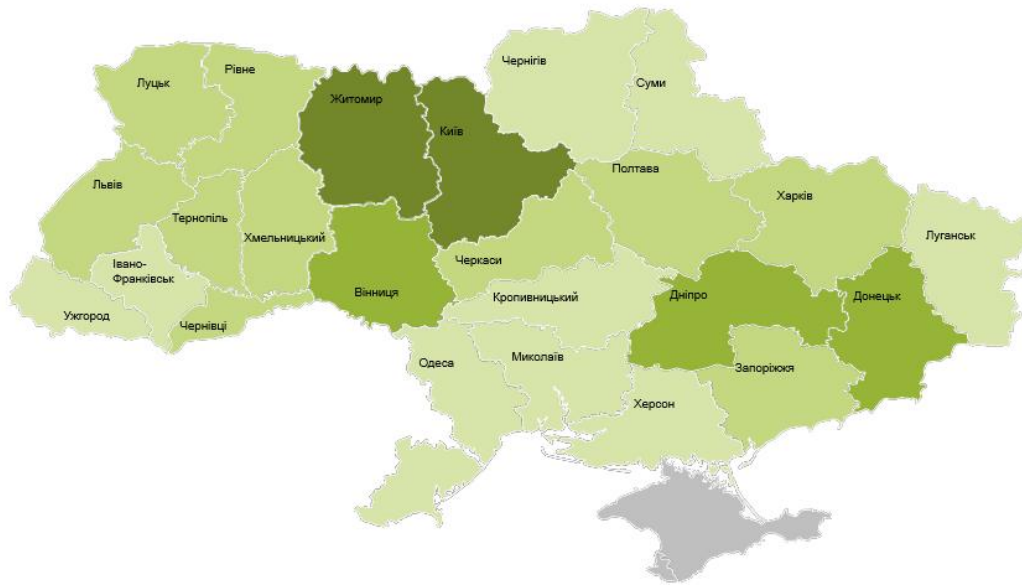 Чернігів
Суми
Луцьк
Рівне
Житомир
Київ
Полтава
Львів
Тернопіль
Хмельницький
Харків
Луганськ
Черкаси
Івано-
Франківськ
Вінниця
Кропивницький
Дніпро
Донецьк
Ужгород
Чернівці
Одеса
Миколаїв
Запоріжжя
Херсон